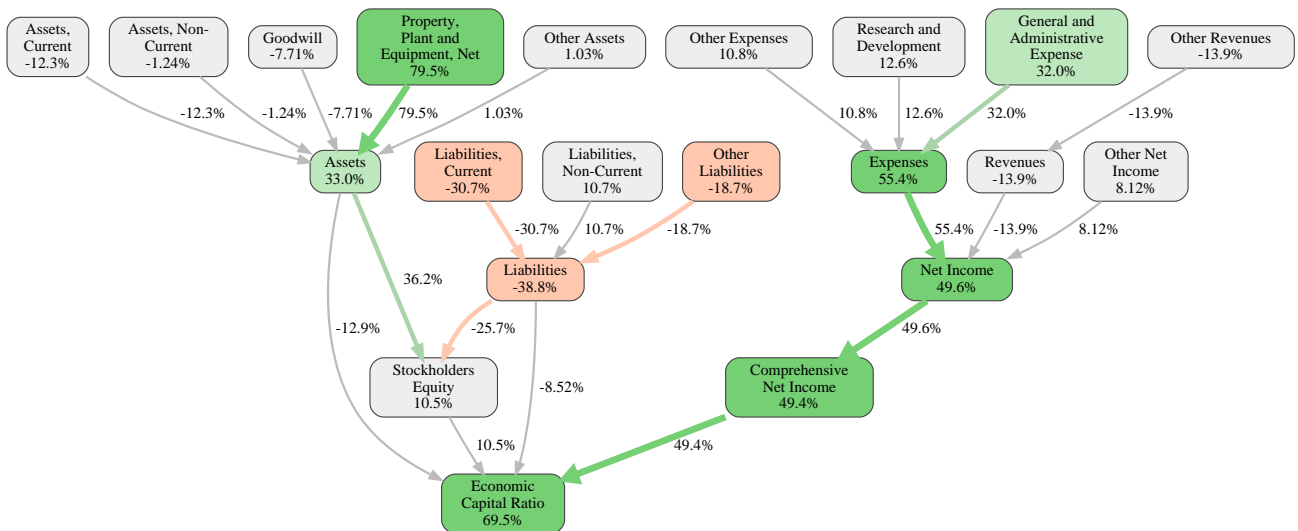 Assets,
Current
-12.3%
Assets, Non-
Current
-1.24%
Goodwill
-7.71%
Property,
Plant and
Equipment, Net
79.5%
Other Assets
1.03%
Other Expenses
10.8%
Research and
Development
12.6%
General and
Administrative
Expense
32.0%
Other Revenues
-13.9%
-12.3%
-1.24%
-7.71%
79.5%
1.03%
10.8%
12.6%
32.0%
-13.9%
Assets
33.0%
Liabilities,
Current
-30.7%
Liabilities,
Non-Current
10.7%
Other
Liabilities
-18.7%
Expenses
55.4%
Revenues
-13.9%
Other Net
Income
8.12%
-30.7%
10.7%
-18.7%
55.4%
-13.9%
8.12%
36.2%
Liabilities
-38.8%
Net Income
49.6%
-12.9%
-25.7%
49.6%
Stockholders
Equity
10.5%
-8.52%
Comprehensive
Net Income
49.4%
10.5%
49.4%
Economic
Capital Ratio
69.5%